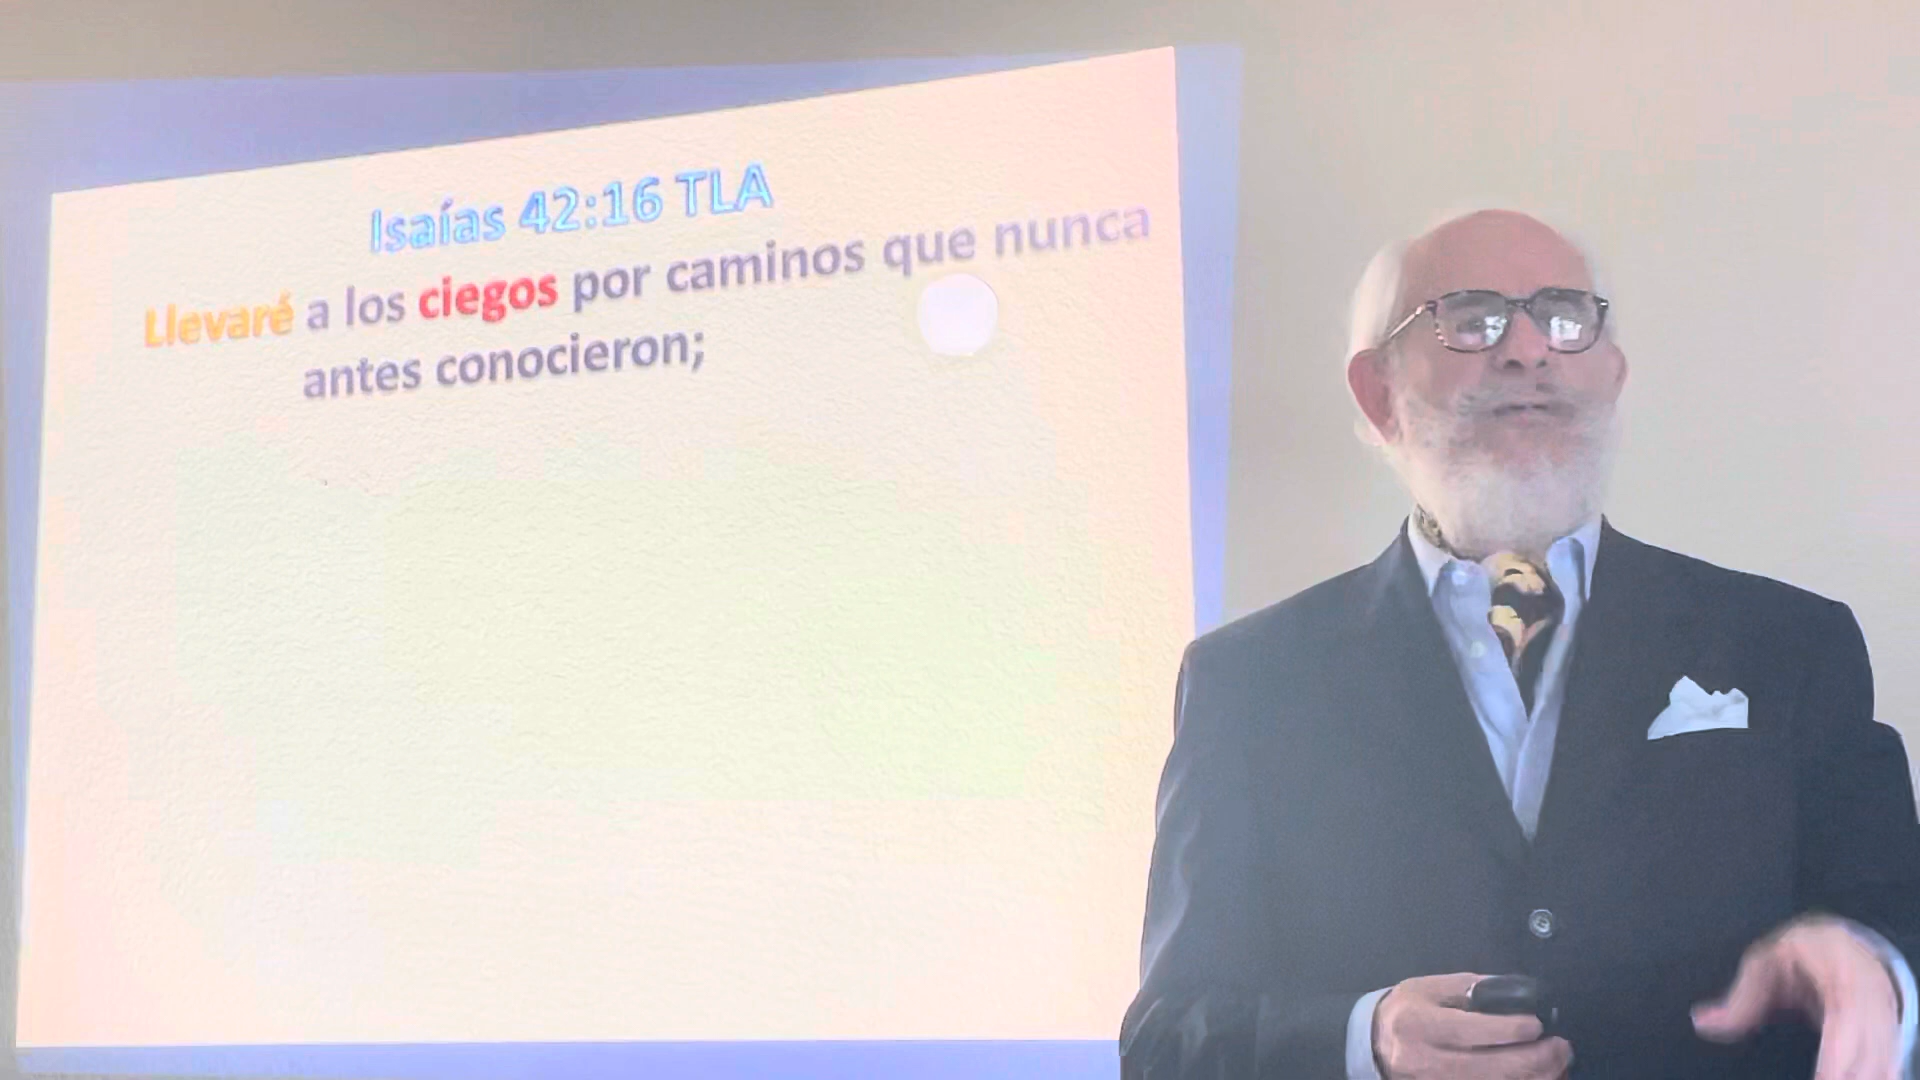 Isaías 42:16 TLA
Llevaré a los ciegos por caminos que nunca
antes conocieron;